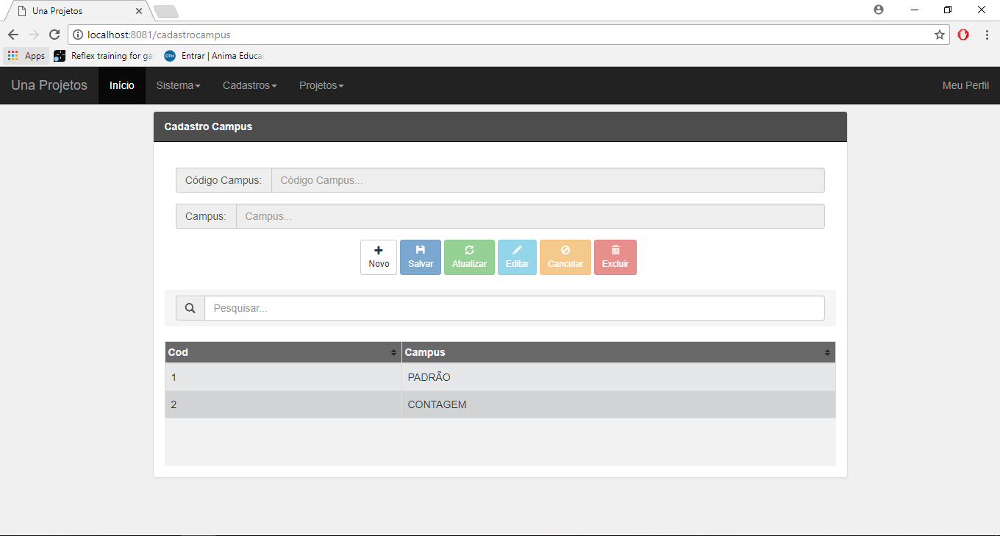 Una Projetos
localhost:8081/cadastrocampus
Apps Reflex training for Entrar | Anima
Una Projetos Início Sistema Cadastros Projetos Meu Perfil
Cadastro Campus
Código Campus: Código Campus...
Campus: Campus...
Novo Salvar Atualizar Editar Cancelar Excluir
Pesquisar...
Cod Campus
1 PADRÃO
2 CONTAGEM